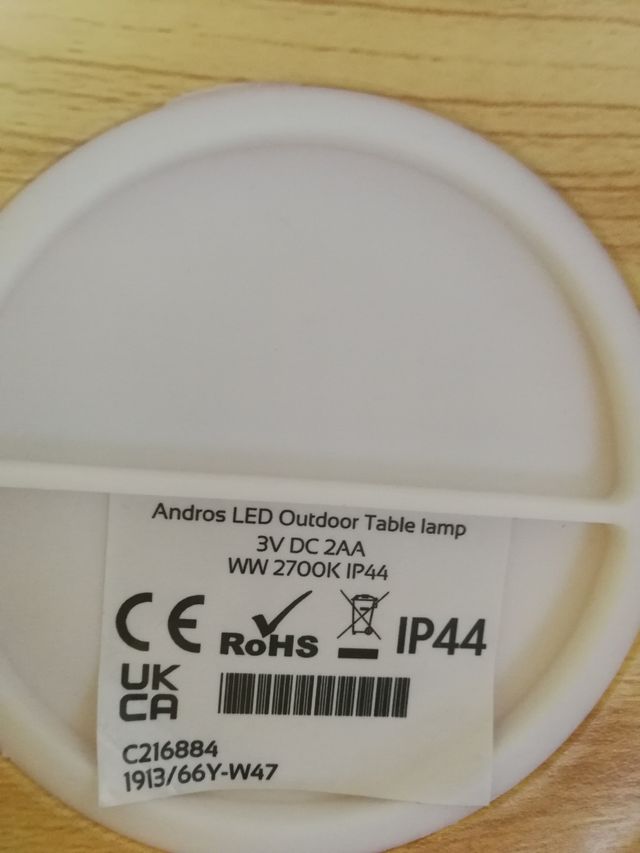 Andros LED Outdoor Table lamp
3V DC 2AA
WW 2700K IP44
CE RoHS IP44
UK
CA
C216884
1913/66Y-W47